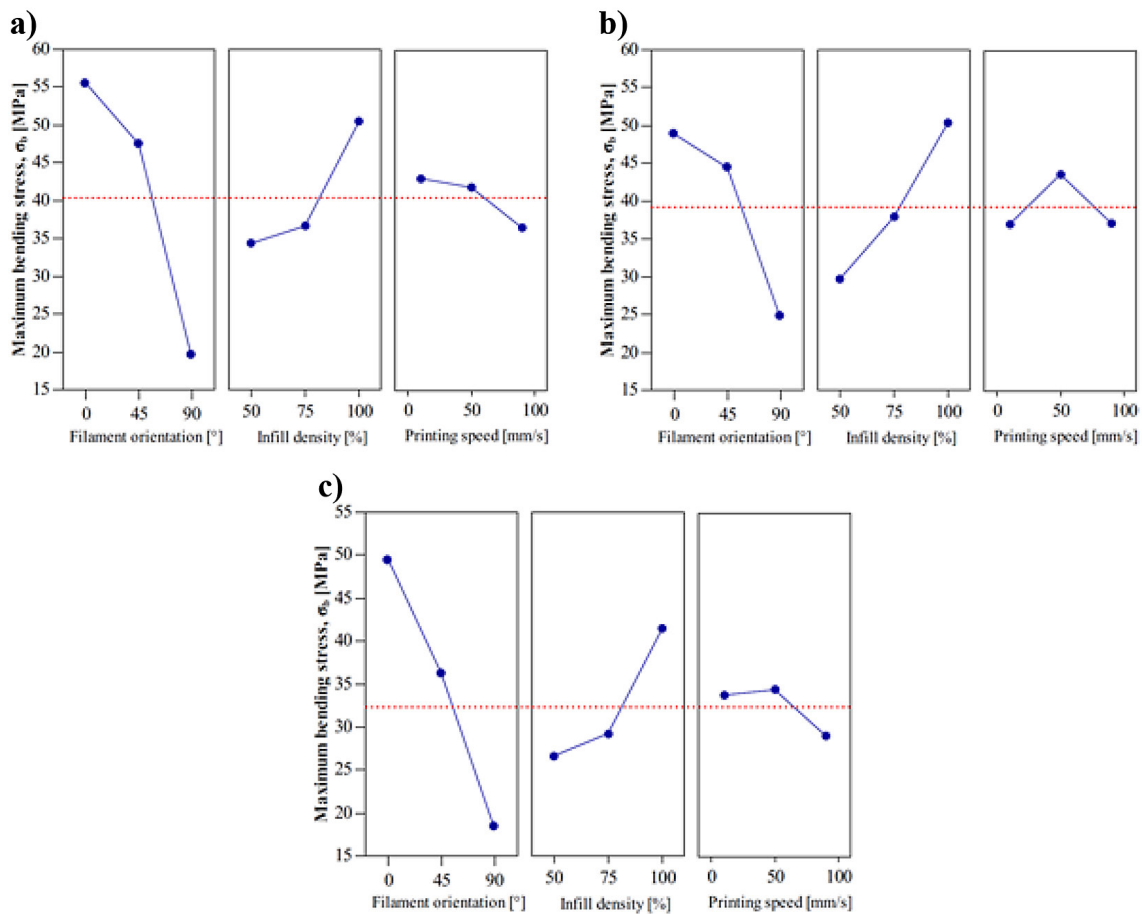 a)
Maximum bending stress, σb [MPa]
60
55
50
45
40
35
30
25
20
15
0 45 90
Filament orientation [°]
50 75 100
Infill density [%]
0 50 100
Printing speed [mm/s]
b)
Maximum bending stress, σb [MPa]
60
55
50
45
40
35
30
25
20
15
0 45 90
Filament orientation [°]
50 75 100
Infill density [%]
0 50 100
Printing speed [mm/s]
c)
Maximum bending stress, σb [MPa]
55
50
45
40
35
30
25
20
15
0 45 90
Filament orientation [°]
50 75 100
Infill density [%]
0 50 100
Printing speed [mm/s]